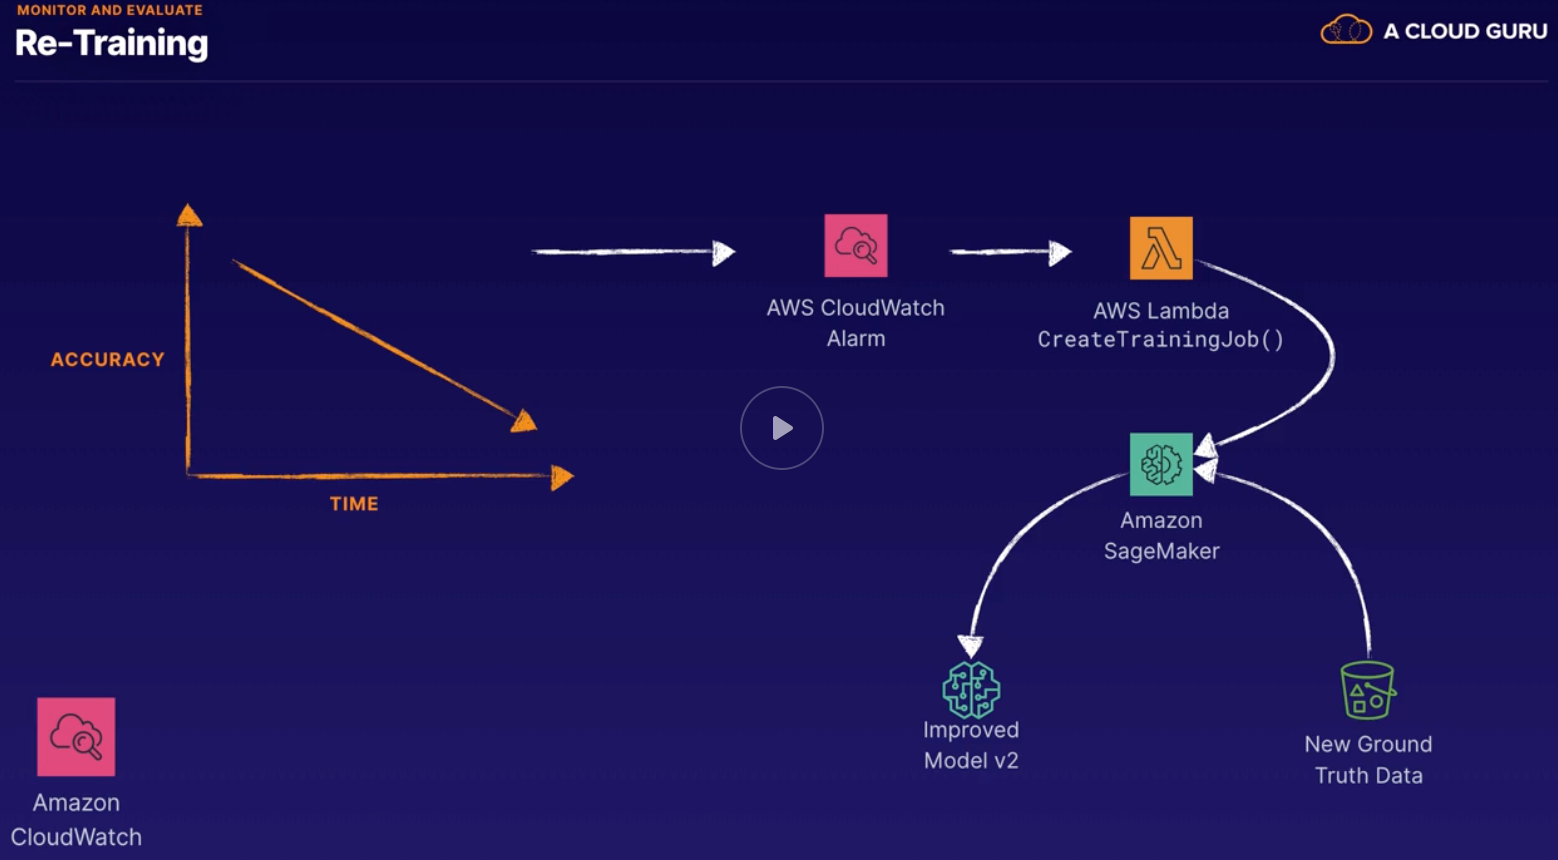 MONITOR AND EVALUATE
Re-Training
A CLOUD GURU
ACCURACY
TIME
AWS CloudWatch
Alarm
AWS Lambda
CreateTrainingJob()
Amazon
SageMaker
Improved
Model v2
New Ground
Truth Data
Amazon
CloudWatch